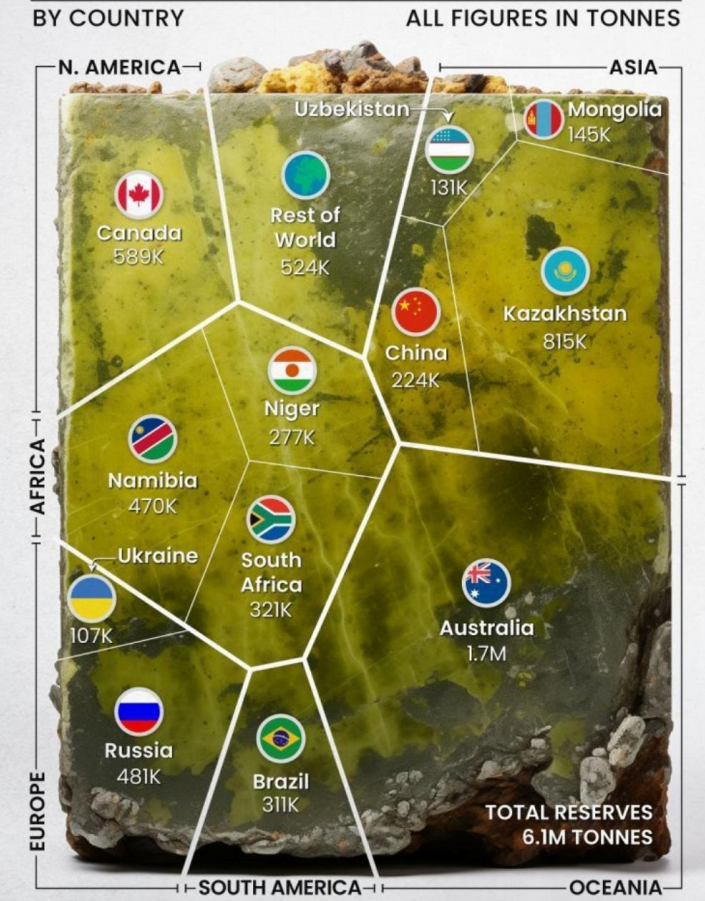 BY COUNTRY
ALL FIGURES IN TONNES
N. AMERICA
ASIA
Uzbekistan
131K
Mongolia
145K
Canada
589K
Rest of
World
524K
Kazakhstan
815K
China
224K
Niger
277K
AFRICA
Namibia
470K
South
Africa
321K
Ukraine
107K
Australia
1.7M
Russia
481K
Brazil
311K
EUROPE
TOTAL RESERVES
6.1M TONNES
SOUTH AMERICA
OCEANIA